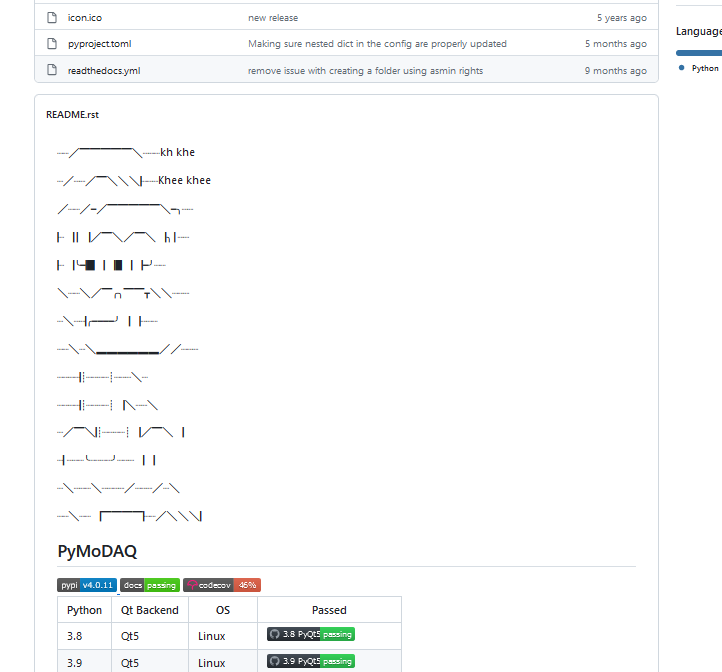 icon.ico new release 5 years ago
pyproject.toml Making sure nested dict in the config are properly updated 5 months ago
readthedocs.yml remove issue with creating a folder using asmin rights 9 months ago
Language
Python
README.rst
kh khe
Khee khee
PyMoDAQ
pypi v4.0.11 docs passing codecov 46%
Python Qt Backend OS Passed
3.8 Qt5 Linux 3.8 PyQt5 passing
3.9 Qt5 Linux 3.9 PyQt5 passing